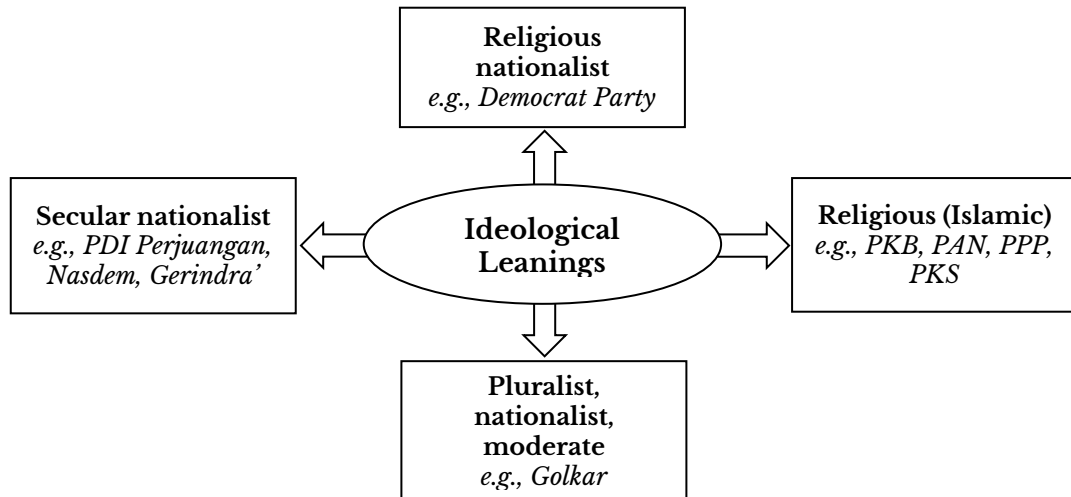 Religious
nationalist
e.g., Democrat Party
Secular nationalist
e.g., PDI Perjuangan,
Nasdem, Gerindra’
Ideological
Leanings
Religious (Islamic)
e.g., PKB, PAN, PPP,
PKS
Pluralist,
nationalist,
moderate
e.g., Golkar